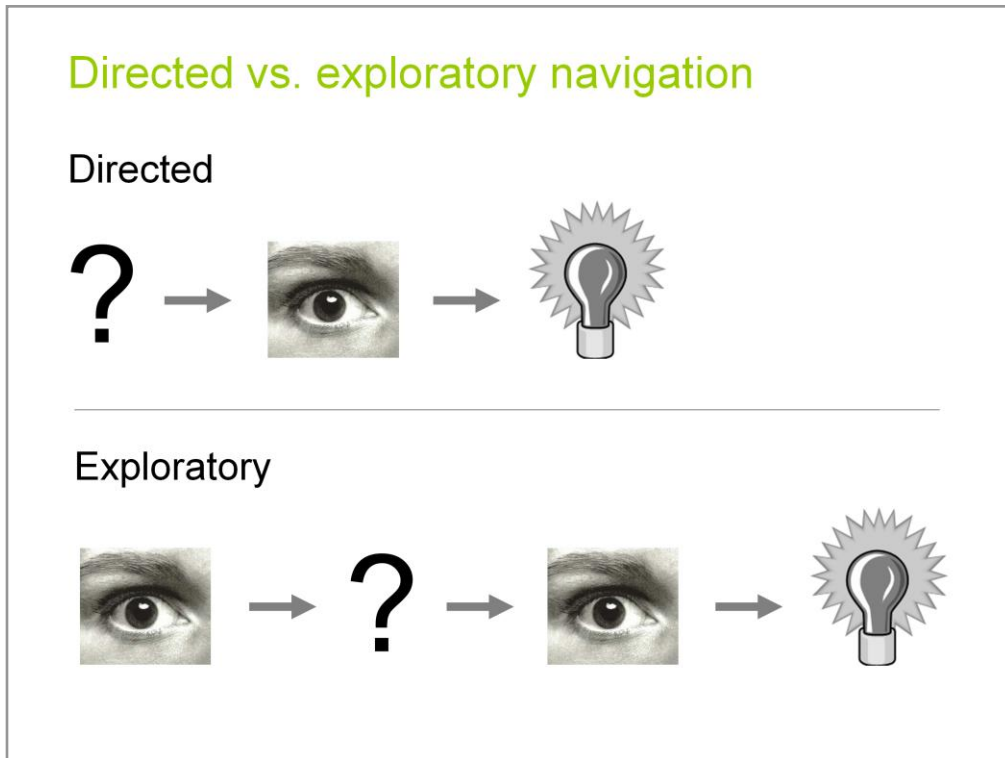 Directed vs. exploratory navigation
Directed
?
Exploratory
?